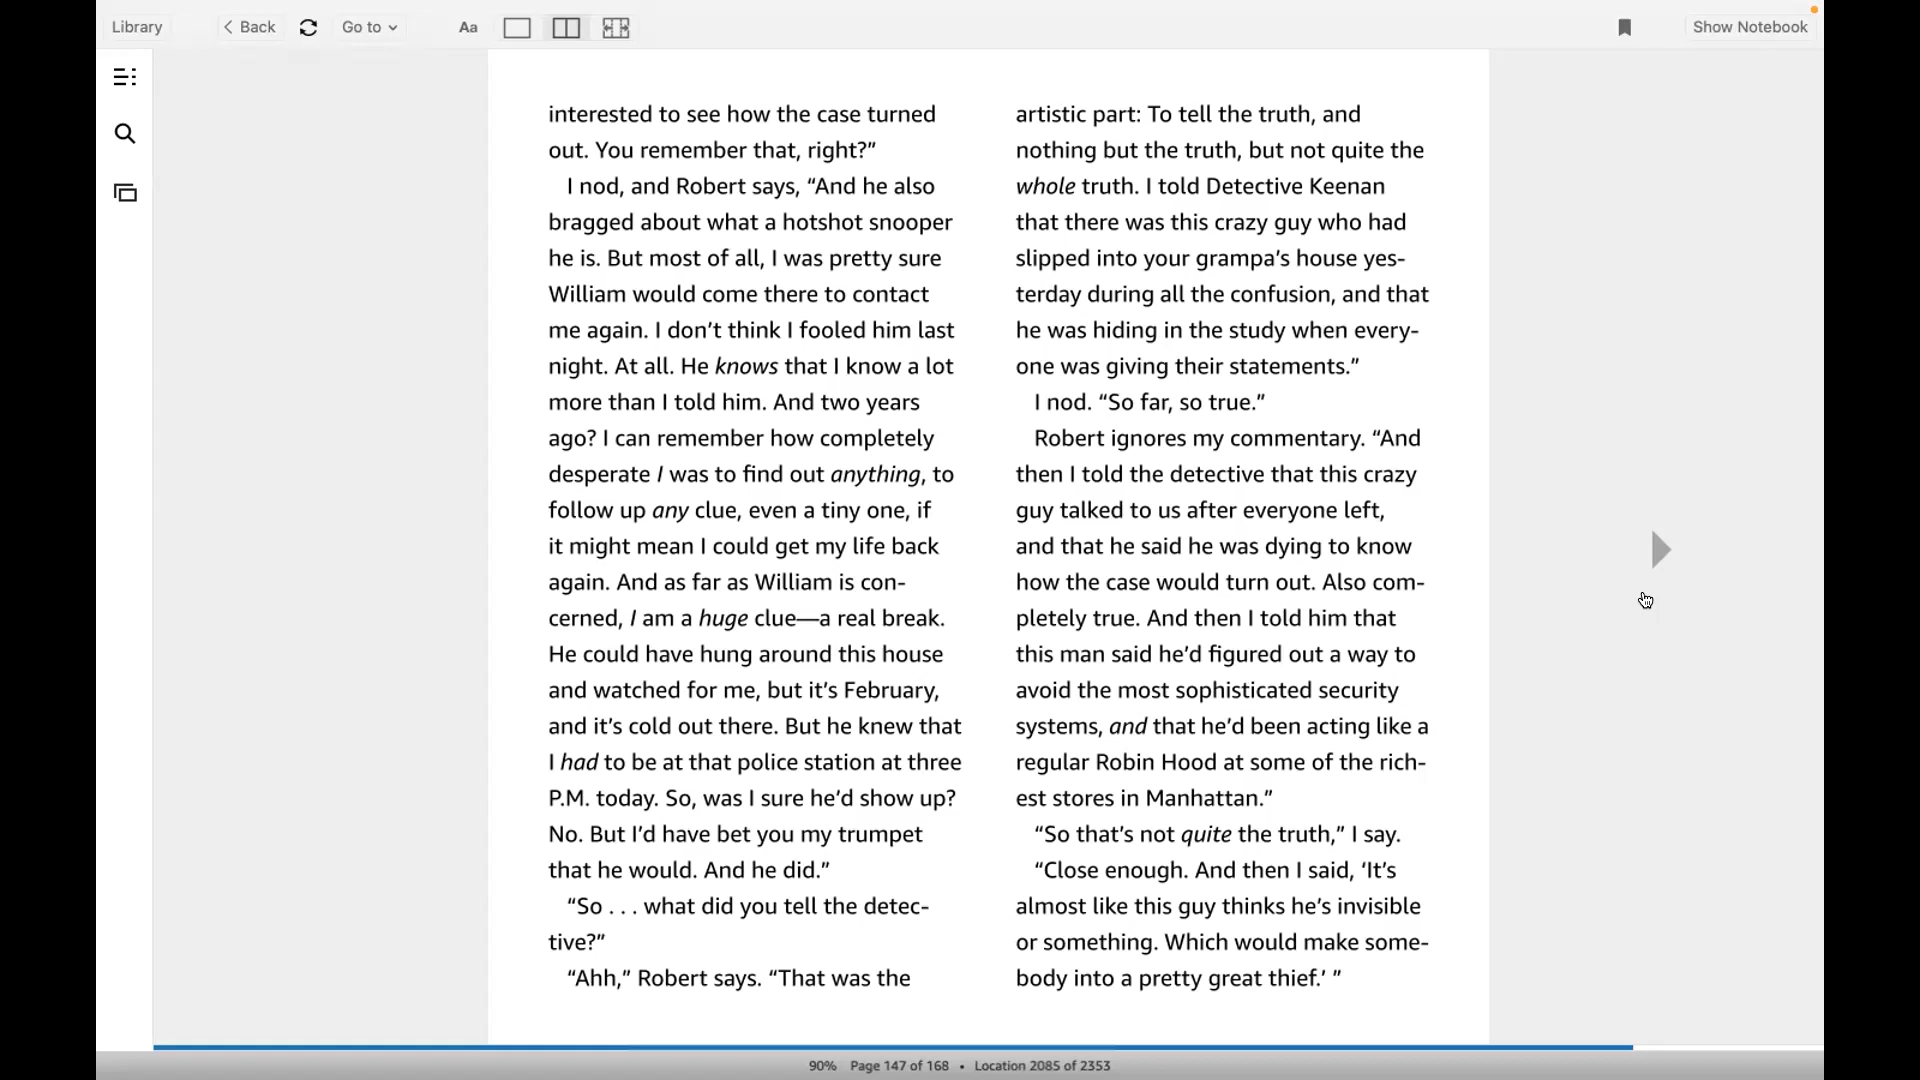 Library
Back
Go to
Aa
Show Notebook
interested to see how the case turned
out. You remember that, right?”
I nod, and Robert says, “And he also
bragged about what a hotshot snooper
he is. But most of all, I was pretty sure
William would come there to contact
me again. I don’t think I fooled him last
night. At all. He knows that I know a lot
more than I told him. And two years
ago? I can remember how completely
desperate I was to find out anything, to
follow up any clue, even a tiny one, if
it might mean I could get my life back
again. And as far as William is con-
cerned, I am a huge clue—a real break.
He could have hung around this house
and watched for me, but it’s February,
and it’s cold out there. But he knew that
I had to be at that police station at three
P.M. today. So, was I sure he’d show up?
No. But I’d have bet you my trumpet
that he would. And he did.”
“So . . . what did you tell the detec-
tive?”
“Ahh,” Robert says. “That was the
artistic part: To tell the truth, and
nothing but the truth, but not quite the
whole truth. I told Detective Keenan
that there was this crazy guy who had
slipped into your grampa’s house yes-
terday during all the confusion, and that
he was hiding in the study when every-
one was giving their statements.”
I nod. “So far, so true.”
Robert ignores my commentary. “And
then I told the detective that this crazy
guy talked to us after everyone left,
and that he said he was dying to know
how the case would turn out. Also com-
pletely true. And then I told him that
this man said he’d figured out a way to
avoid the most sophisticated security
systems, and that he’d been acting like a
regular Robin Hood at some of the rich-
est stores in Manhattan.”
“So that’s not quite the truth,” I say.
“Close enough. And then I said, ‘It’s
almost like this guy thinks he’s invisible
or something. Which would make some-
body into a pretty great thief.’ ”
90% Page 147 of 168 • Location 2085 of 2353